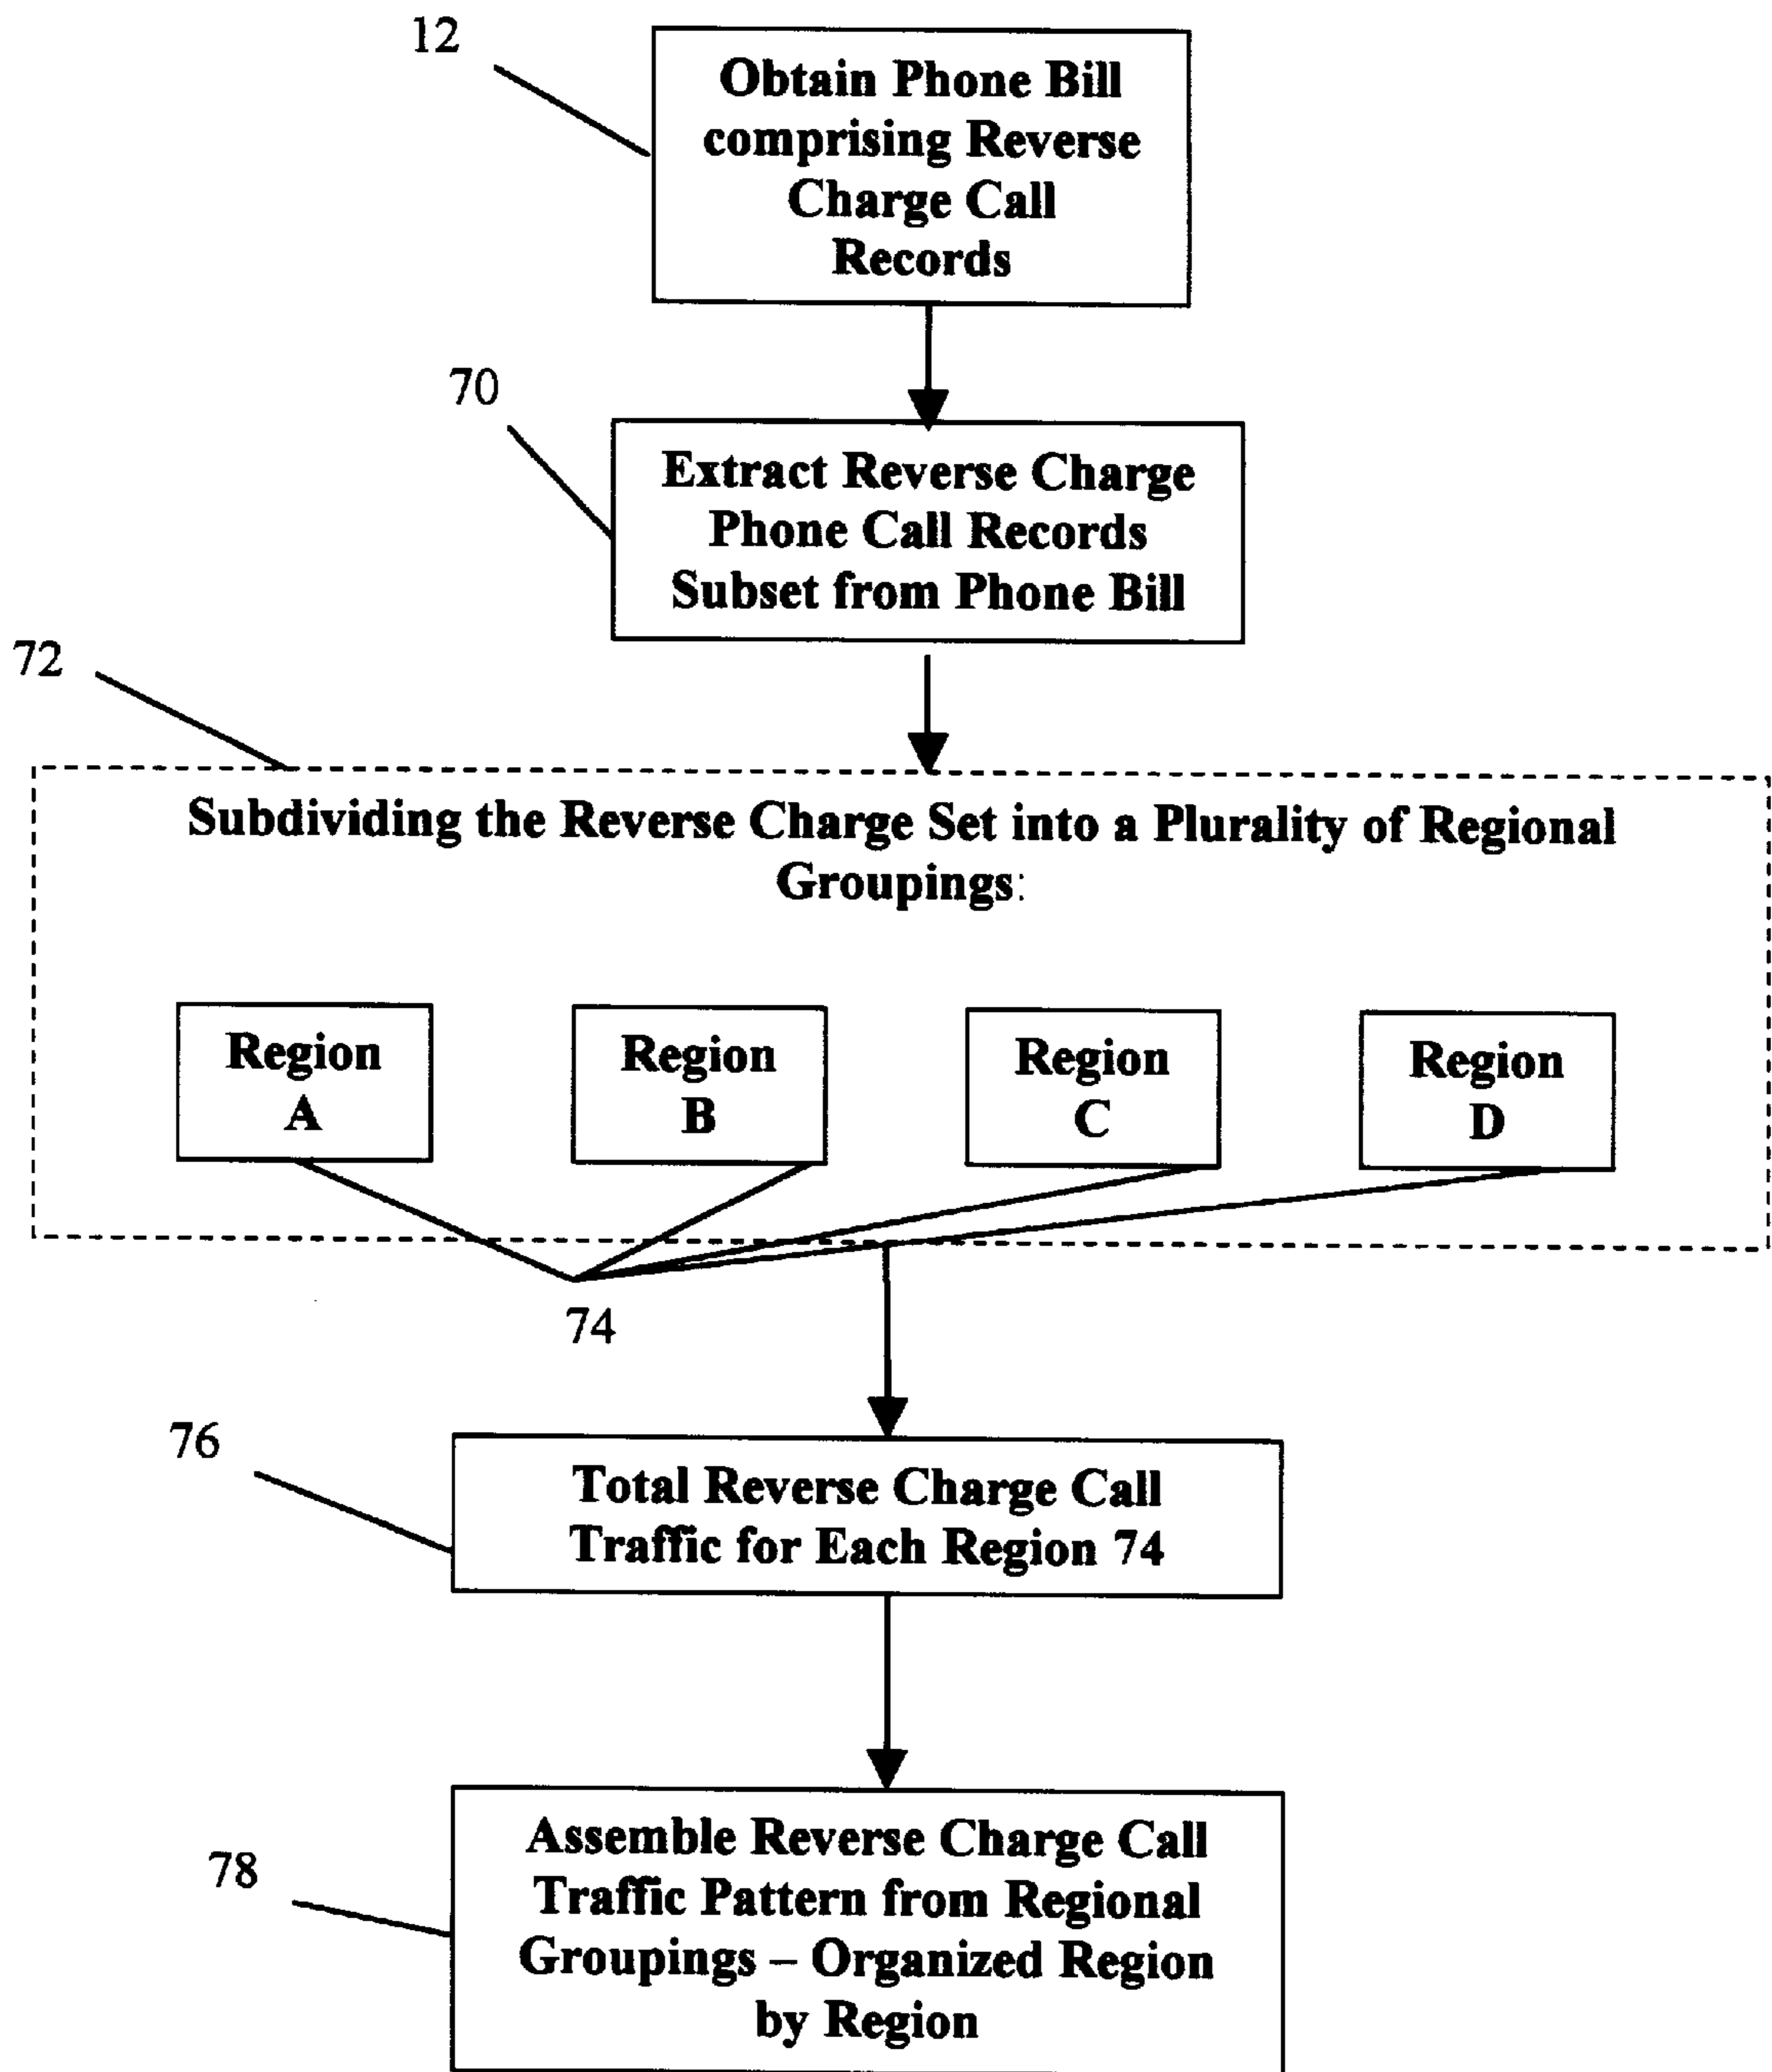 12
Obtain Phone Bill
comprising Reverse
Charge Call
Records
70
Extract Reverse Charge
Phone Call Records
Subset from Phone Bill
72
Subdividing the Reverse Charge Set into a Plurality of Regional
Groupings:
Region
A
Region
B
Region
C
Region
D
74
76
Total Reverse Charge Call
Traffic for Each Region 74
78
Assemble Reverse Charge Call
Traffic Pattern from Regional
Groupings – Organized Region
by Region